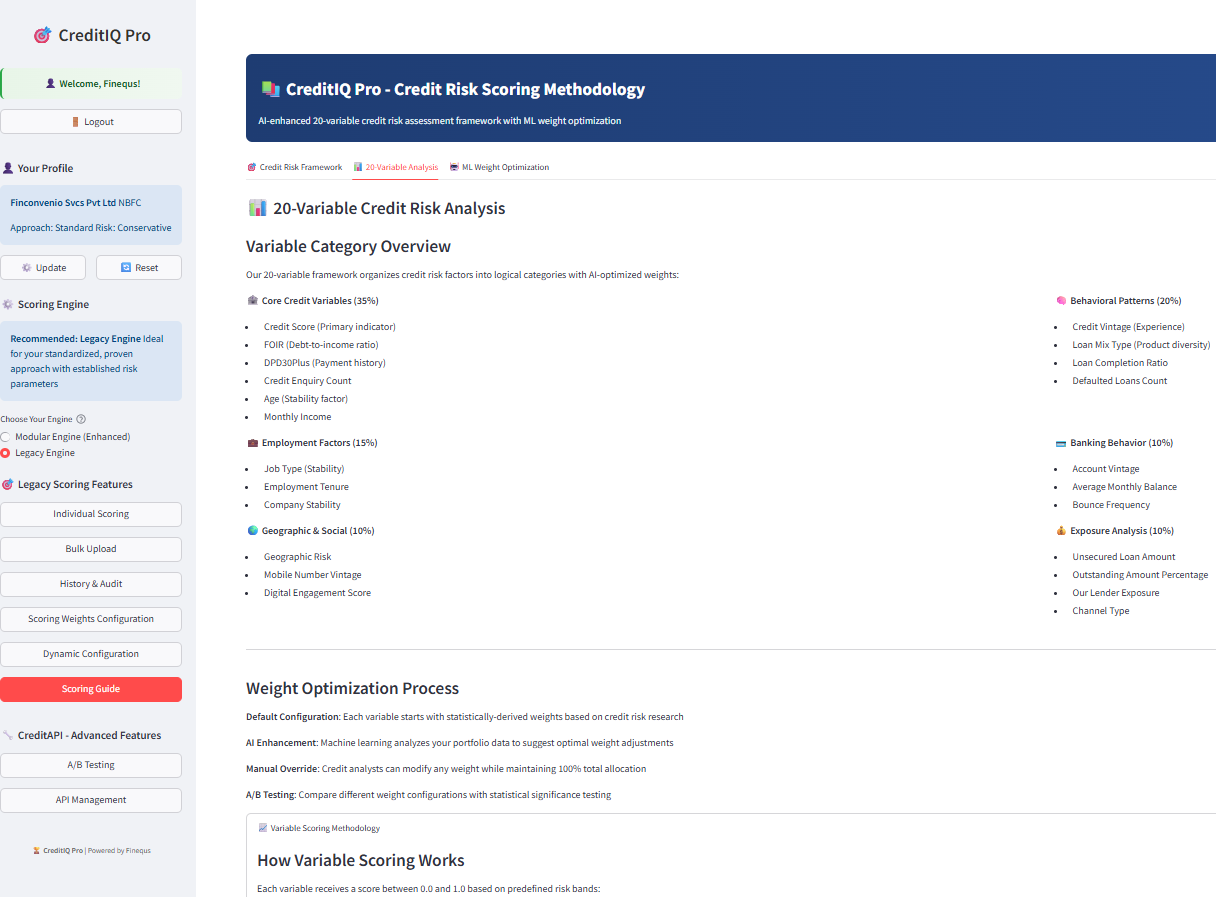 CreditIQ Pro
Welcome, Finequs!
Logout
Your Profile
Finconvenio Svcs Pvt Ltd NBFC
Approach: Standard Risk: Conservative
Update
Reset
Scoring Engine
Recommended: Legacy Engine Ideal
for your standardized, proven
approach with established risk
parameters
Choose Your Engine
Modular Engine (Enhanced)
Legacy Engine
Legacy Scoring Features
Individual Scoring
Bulk Upload
History & Audit
Scoring Weights Configuration
Dynamic Configuration
Scoring Guide
CreditAPI - Advanced Features
A/B Testing
API Management
CreditIQ Pro | Powered by Finequs
CreditIQ Pro - Credit Risk Scoring Methodology
AI-enhanced 20-variable credit risk assessment framework with ML weight optimization
Credit Risk Framework
20-Variable Analysis
ML Weight Optimization
20-Variable Credit Risk Analysis
Variable Category Overview
Our 20-variable framework organizes credit risk factors into logical categories with AI-optimized weights:
Core Credit Variables (35%)
• Credit Score (Primary indicator)
• FOIR (Debt-to-income ratio)
• DPD30Plus (Payment history)
• Credit Enquiry Count
• Age (Stability factor)
• Monthly Income
Behavioral Patterns (20%)
• Credit Vintage (Experience)
• Loan Mix Type (Product diversity)
• Loan Completion Ratio
• Defaulted Loans Count
Employment Factors (15%)
• Job Type (Stability)
• Employment Tenure
• Company Stability
Banking Behavior (10%)
• Account Vintage
• Average Monthly Balance
• Bounce Frequency
Geographic & Social (10%)
• Geographic Risk
• Mobile Number Vintage
• Digital Engagement Score
Exposure Analysis (10%)
• Unsecured Loan Amount
• Outstanding Amount Percentage
• Our Lender Exposure
• Channel Type
Weight Optimization Process
Default Configuration: Each variable starts with statistically-derived weights based on credit risk research
AI Enhancement: Machine learning analyzes your portfolio data to suggest optimal weight adjustments
Manual Override: Credit analysts can modify any weight while maintaining 100% total allocation
A/B Testing: Compare different weight configurations with statistical significance testing
Variable Scoring Methodology
How Variable Scoring Works
Each variable receives a score between 0.0 and 1.0 based on predefined risk bands: